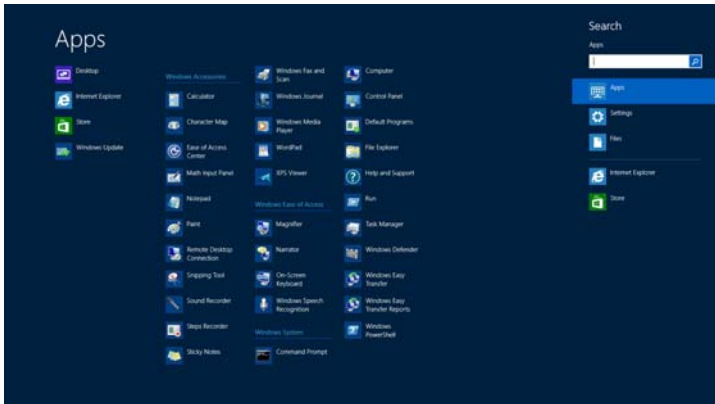 Apps
Desktop
Internet Explorer
Store
Windows Update
Windows Accessories
Calculator
Character Map
Ease of Access
Center
Math Input Panel
Notepad
Paint
Remote Desktop
Connection
Snipping Tool
Sound Recorder
Steps Recorder
Sticky Notes
Windows Fax and
Scan
Windows Journal
Windows Media
Player
WordPad
XPS Viewer
Windows Ease of Access
Magnifier
Narrator
On-Screen
Keyboard
Windows Speech
Recognition
Windows System
Command Prompt
Computer
Control Panel
Default Programs
File Explorer
Help and Support
Run
Task Manager
Windows Defender
Windows Easy
Transfer
Windows Easy
Transfer Reports
Windows
PowerShell
Search
Apps
Apps
Settings
Files
Internet Explorer
Store